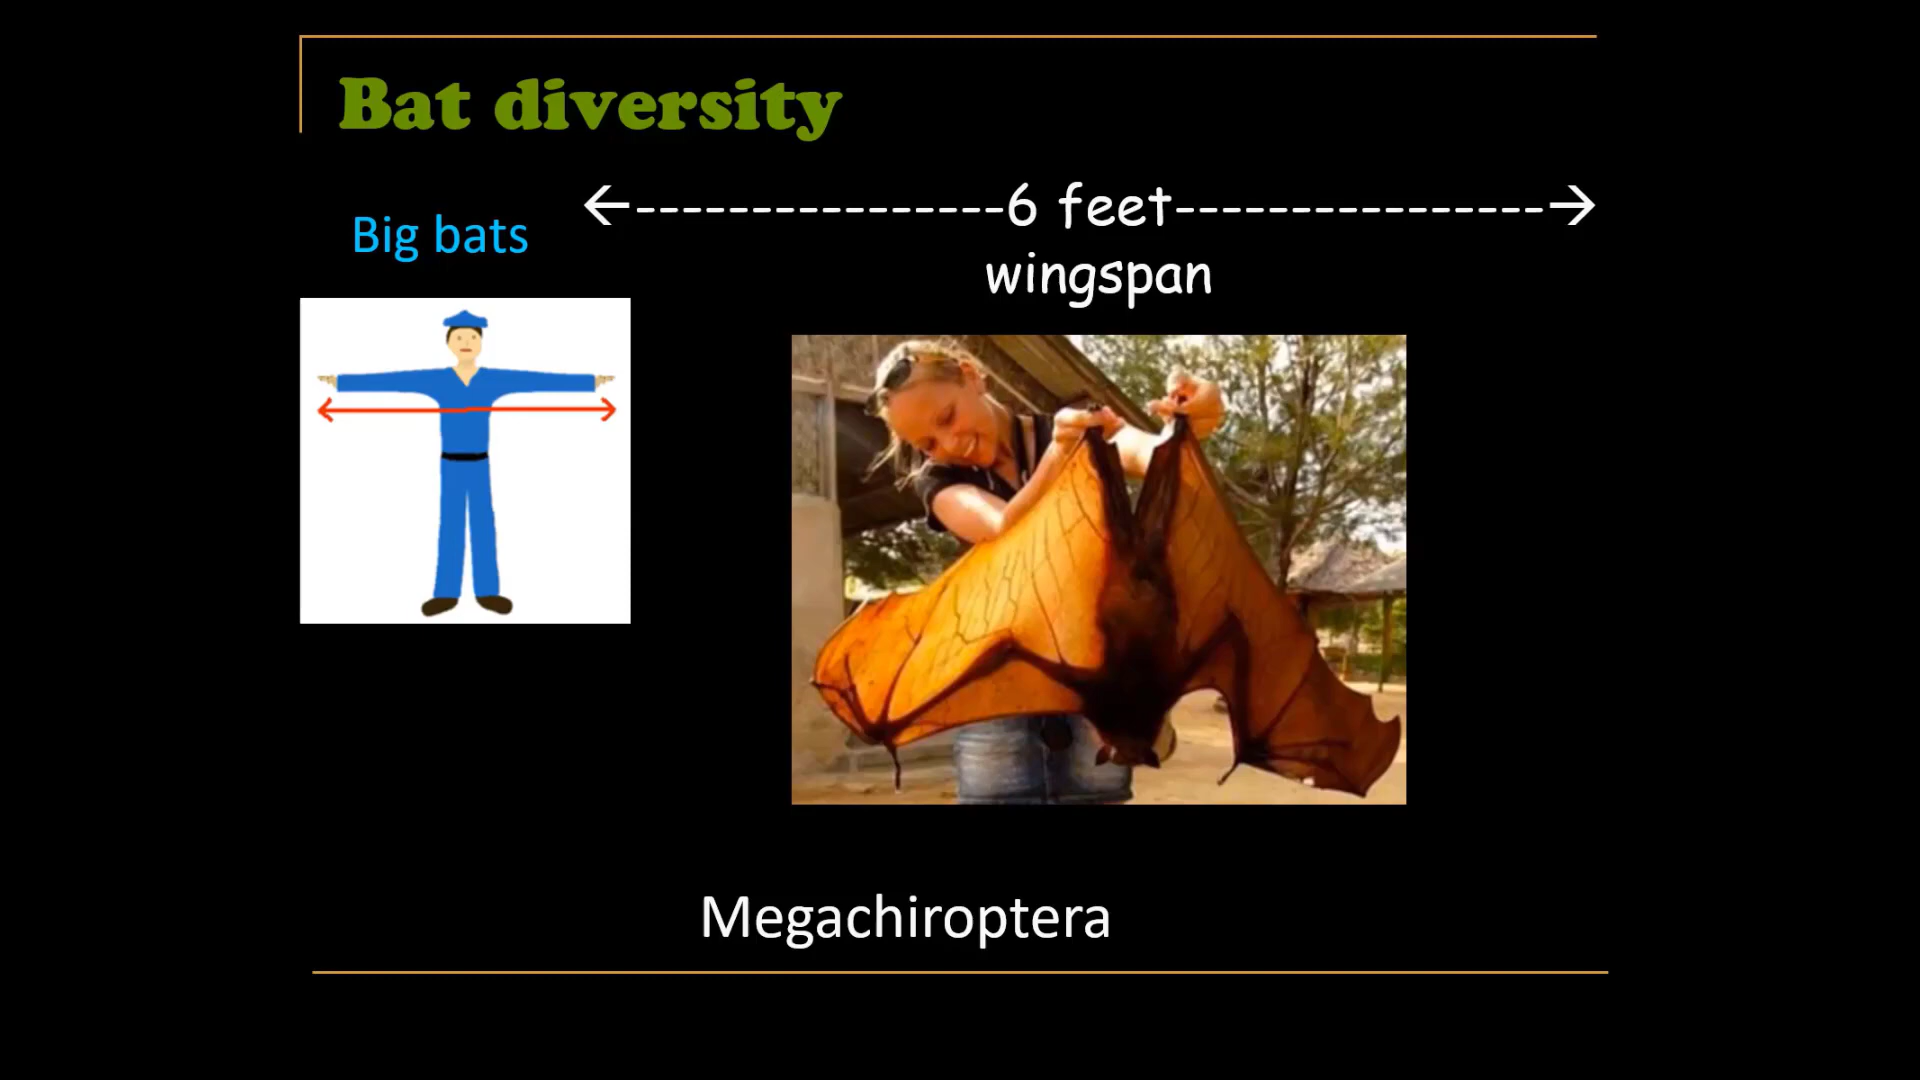 Bat diversity
Big bats
←----------------6 feet----------------→
wingspan
Megachiroptera